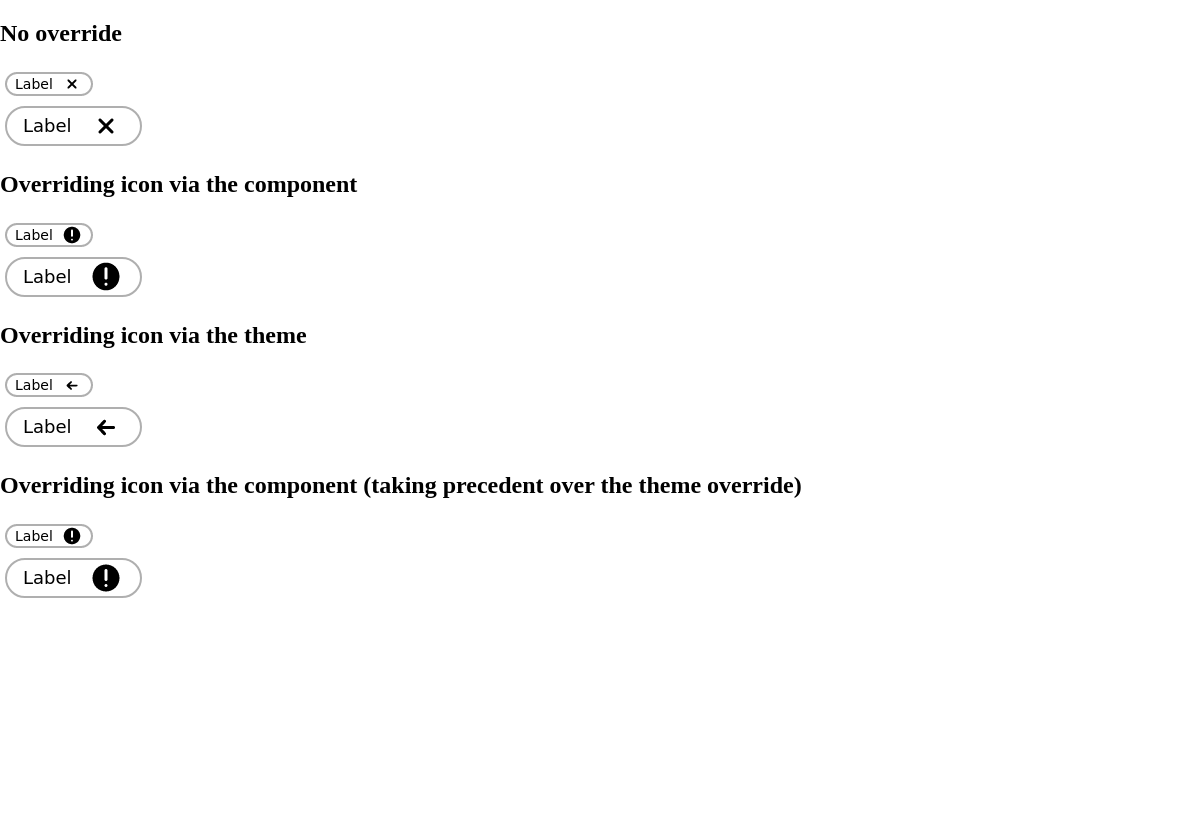 No override
Label
Label
Overriding icon via the component
Label
Label
Overriding icon via the theme
Label
Label
Overriding icon via the component (taking precedent over the theme override)
Label
Label